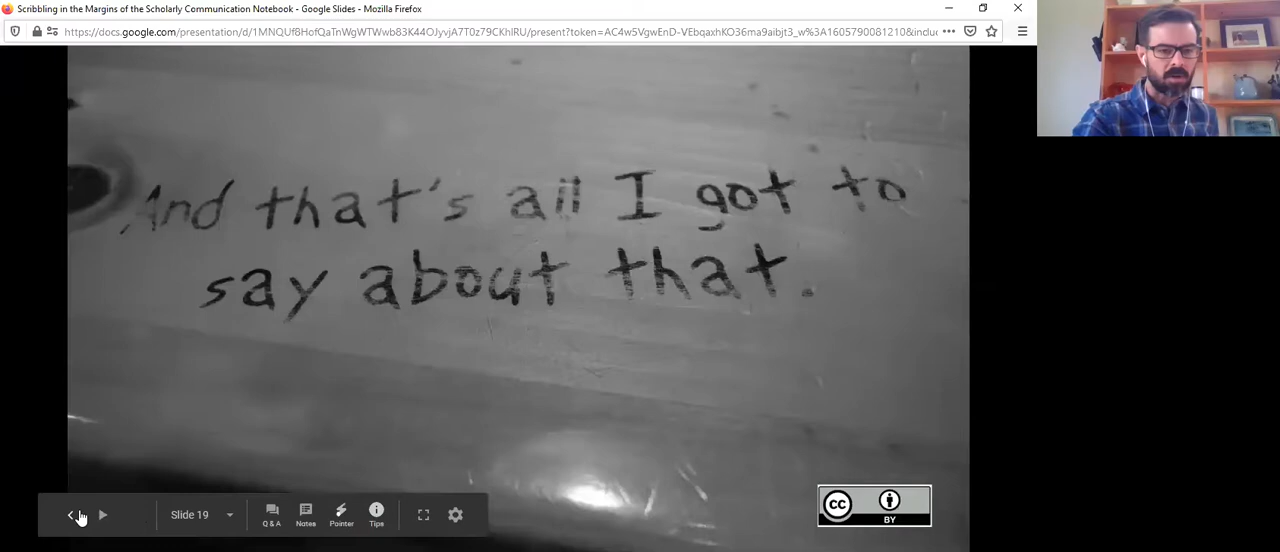 Scribbling in the Margins of the Scholarly Communication Notebook - Google Slides - Mozilla Firefox
And that's all I got to
say about that.
Slide 19
Q & A Notes Pointer Tips
CC
BY